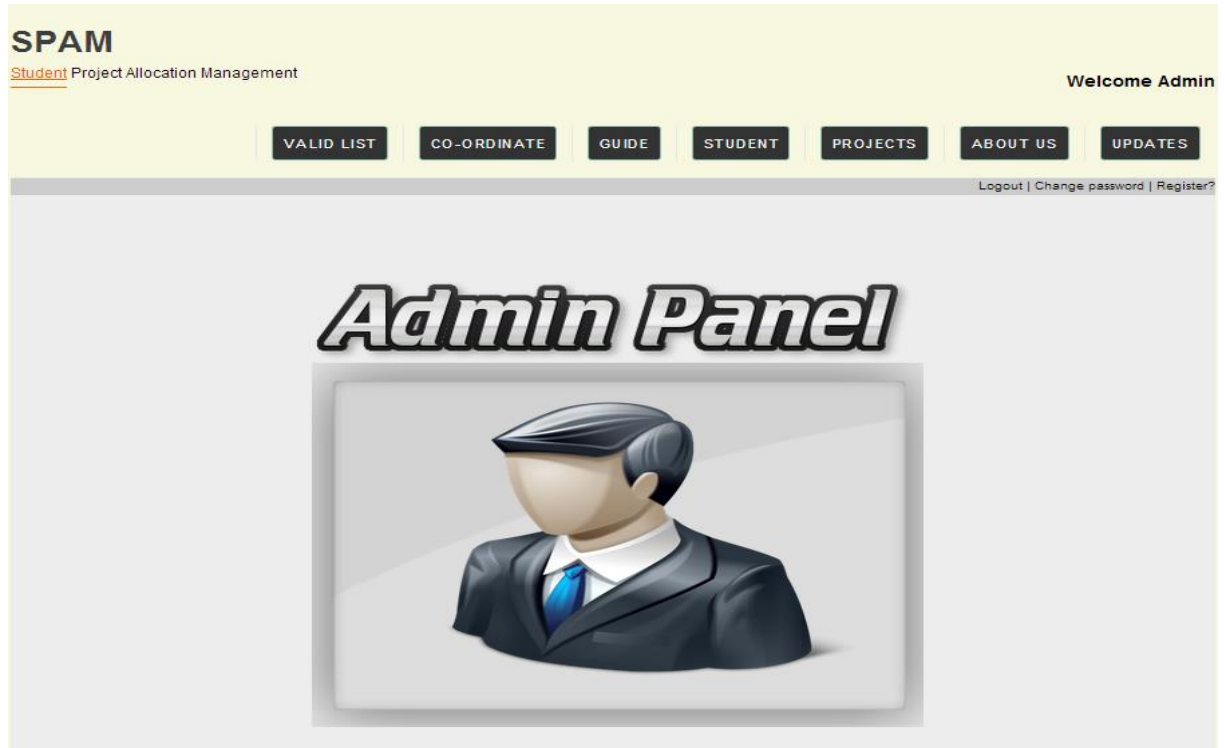 SPAM
Student Project Allocation Management
Welcome Admin
VALID LIST CO-ORDINATE GUIDE STUDENT PROJECTS ABOUT US UPDATES
Logout | Change password | Register?
Admin Panel